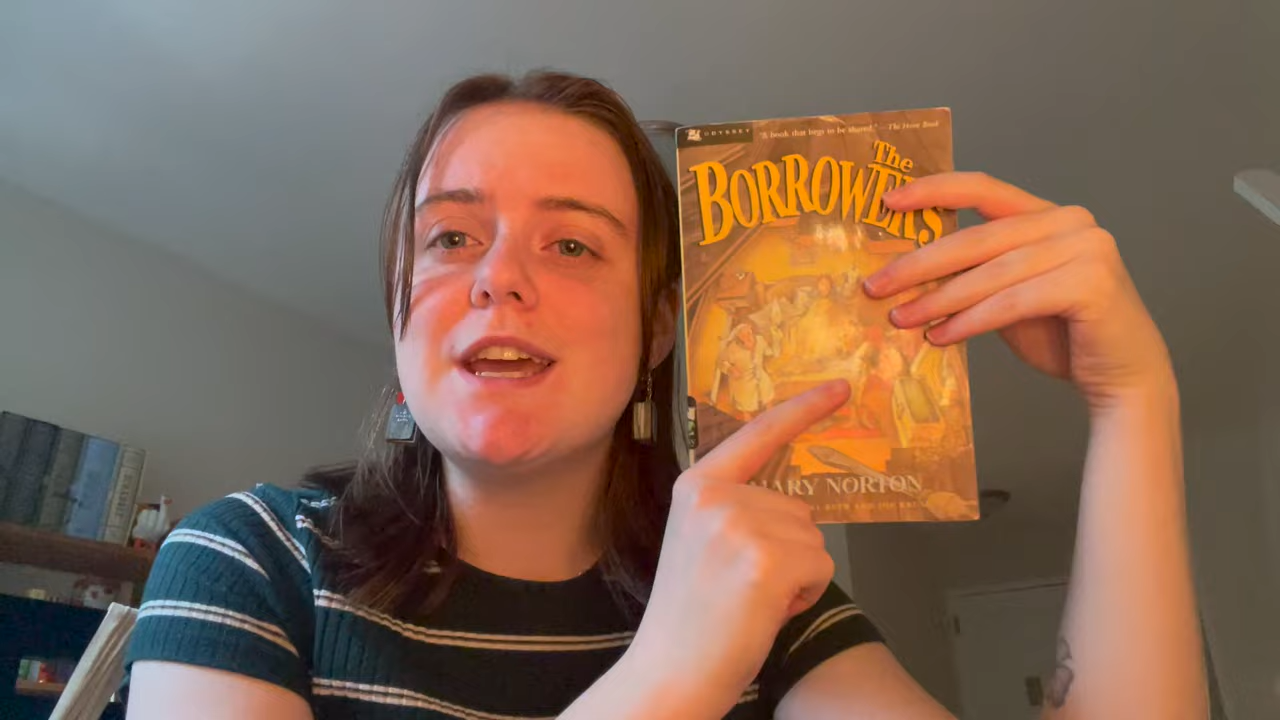 ODYSSEY
"A book that begs to be shared." —The Horn Book
The
BORROWERS
MARY NORTON